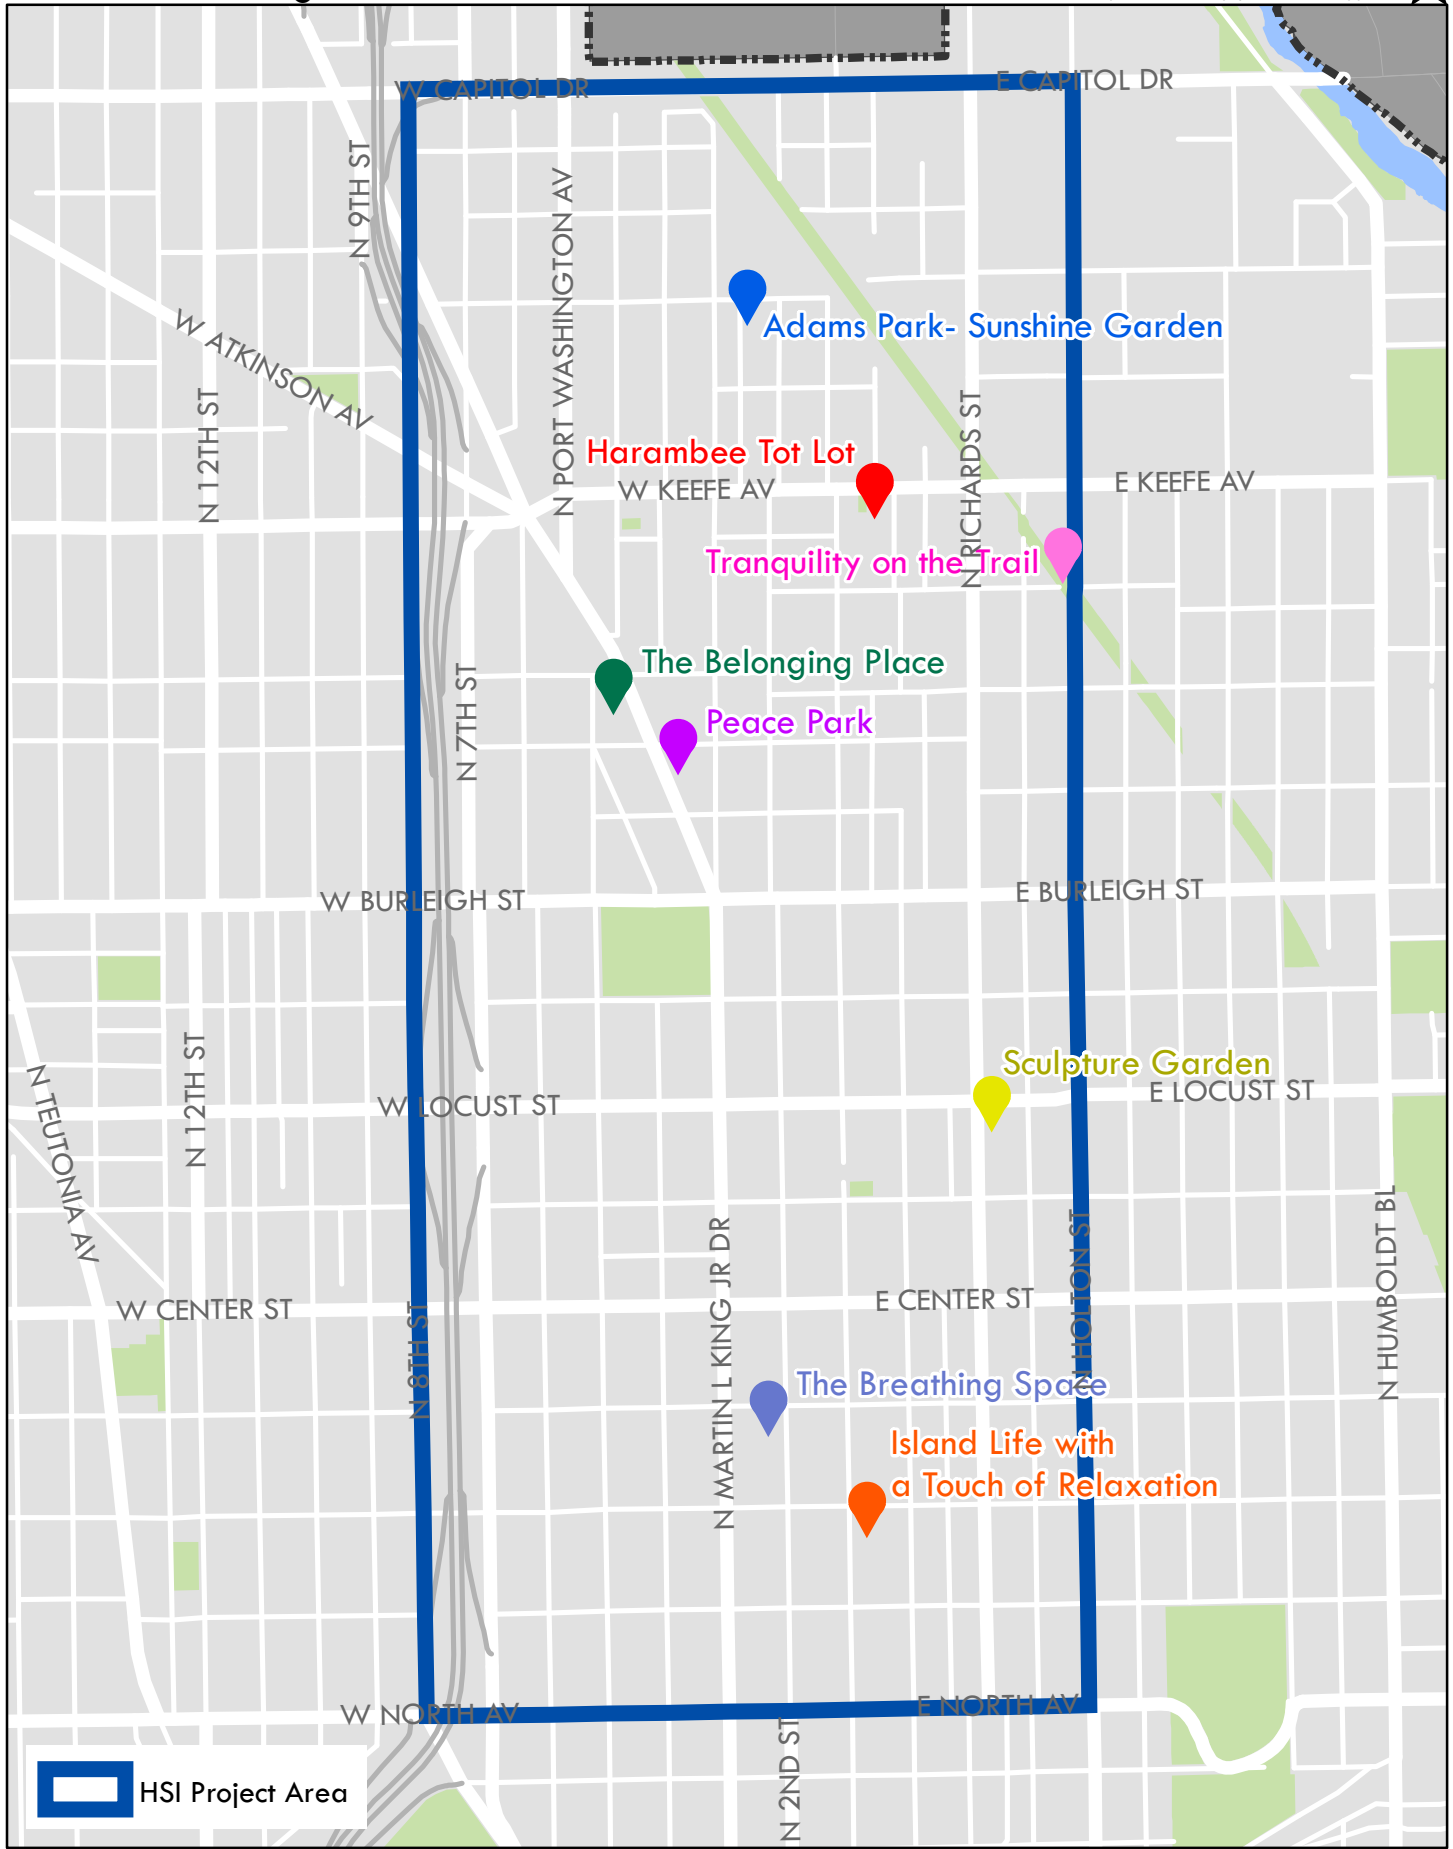 W CAPITOL DR
E CAPITOL DR
N 9TH ST
N PORT WASHINGTON AV
W ATKINSON AV
Adams Park- Sunshine Garden
N 12TH ST
N RICHARDS ST
Harambee Tot Lot
W KEEFE AV
E KEEFE AV
Tranquility on the Trail
The Belonging Place
N 7TH ST
Peace Park
W BURLEIGH ST
E BURLEIGH ST
Sculpture Garden
E LOCUST ST
W LOCUST ST
N 12TH ST
N TEUTONIA AV
N MARTIN L KING JR DR
N HOLTON ST
N HUMBOLDT BL
W CENTER ST
E CENTER ST
N 8TH ST
The Breathing Space
Island Life with
a Touch of Relaxation
W NORTH AV
E NORTH AV
N 2ND ST
HSI Project Area